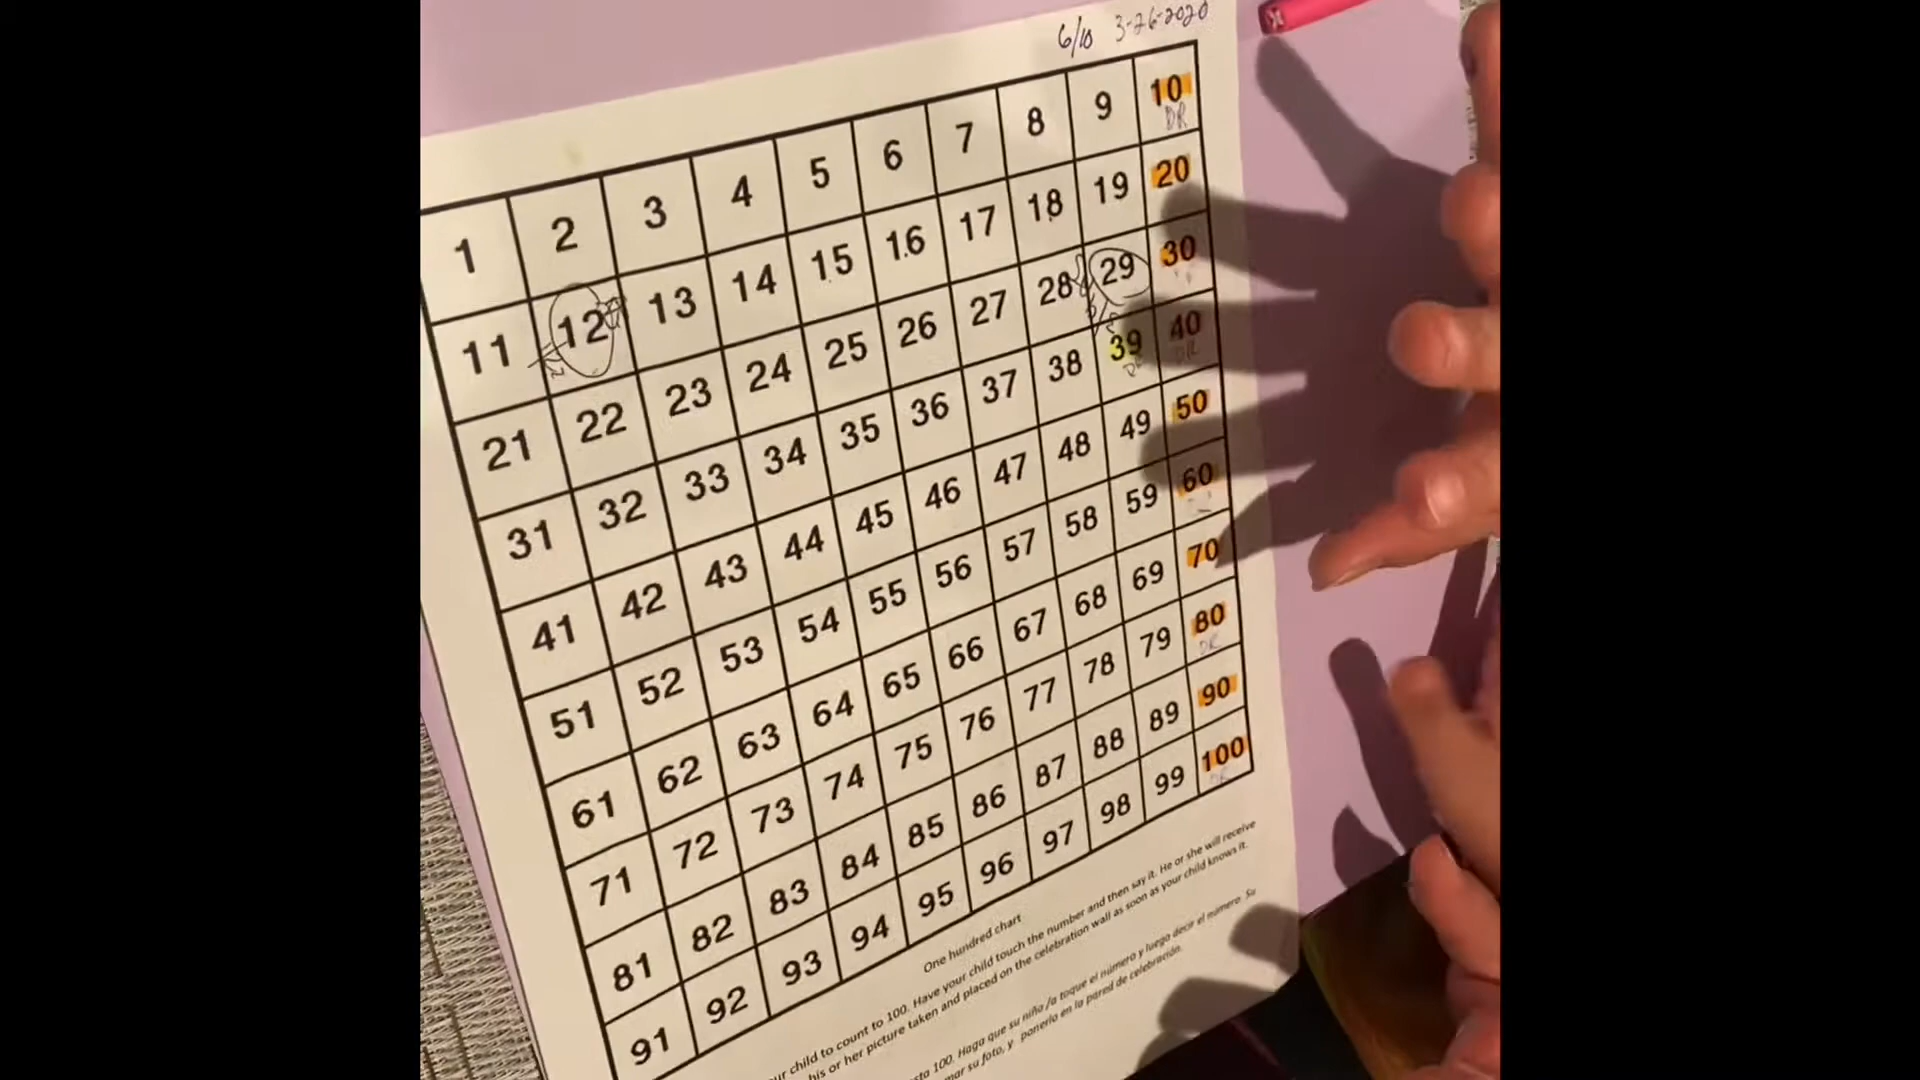 6/10 3-26-2020
1 2 3 4 5 6 7 8 9 10
DR
11 12 13 14 15 16 17 18 19 20
21 22 23 24 25 26 27 28 29 30
31 32 33 34 35 36 37 38 39 40
DR
41 42 43 44 45 46 47 48 49 50
51 52 53 54 55 56 57 58 59 60
61 62 63 64 65 66 67 68 69 70
71 72 73 74 75 76 77 78 79 80
DR
81 82 83 84 85 86 87 88 89 90
91 92 93 94 95 96 97 98 99 100
DR
One hundred chart
child to count to 100. Have your child touch the number and then say it. He or she will receive
his or her picture taken and placed on the celebration wall as soon as your child knows it.
100. Haga que su niño /a toque el número y luego decir el número. Su
su foto, y ponerlo en la pared de celebración.